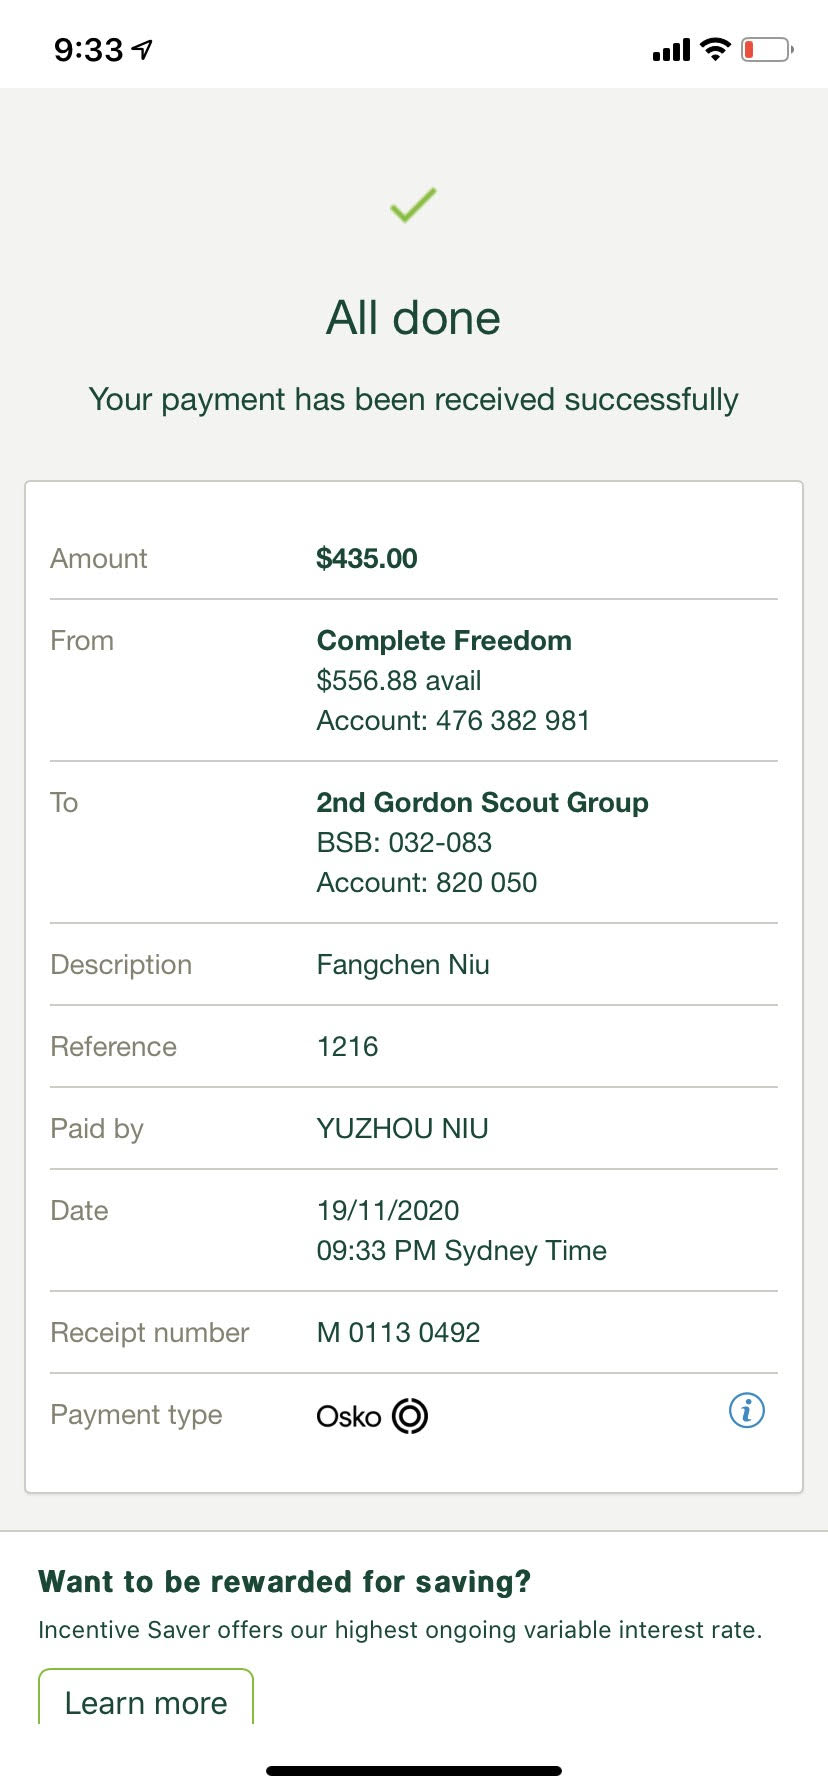 9:33
All done
Your payment has been received successfully
Amount $435.00
From Complete Freedom
$556.88 avail
Account: 476 382 981
To 2nd Gordon Scout Group
BSB: 032-083
Account: 820 050
Description Fangchen Niu
Reference 1216
Paid by YUZHOU NIU
Date 19/11/2020
09:33 PM Sydney Time
Receipt number M 0113 0492
Payment type Osko
Want to be rewarded for saving?
Incentive Saver offers our highest ongoing variable interest rate.
Learn more